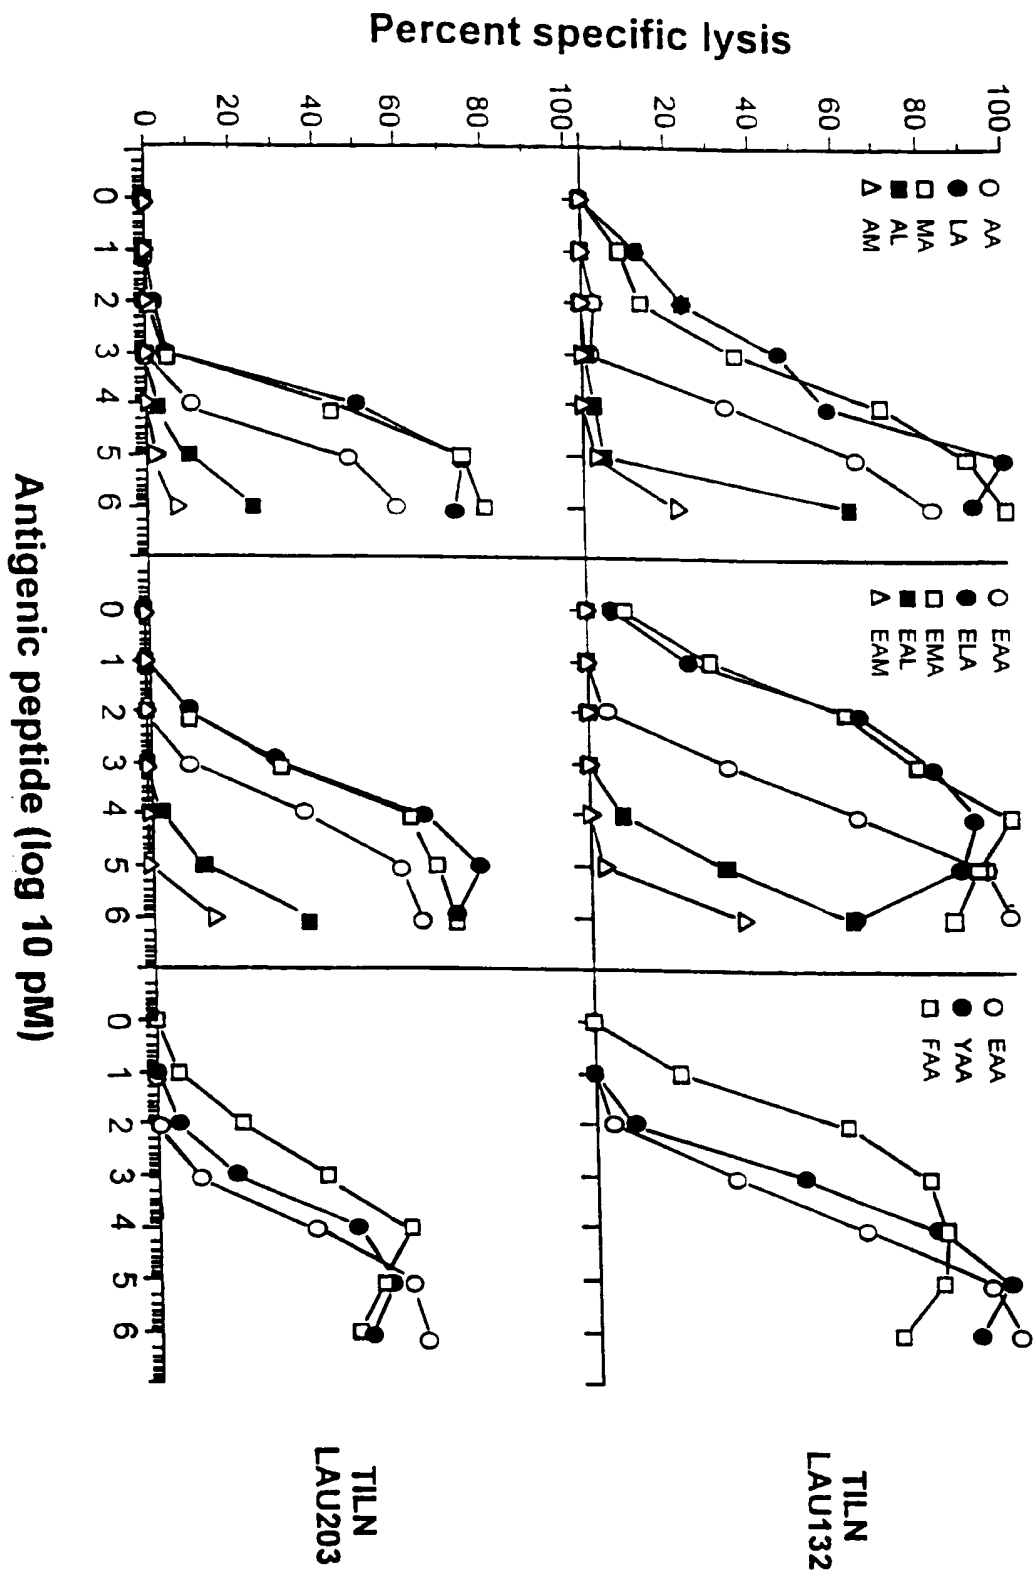 Percent specific lysis
100
80
60
40
20
100
80
60
40
20
0
AA
LA
MA
AL
AM
EAA
ELA
EMA
EAL
EAM
EAA
YAA
FAA
TILN
LAU132
TILN
LAU203
0 1 2 3 4 5 6
0 1 2 3 4 5 6
0 1 2 3 4 5 6
Antigenic peptide (log 10 pM)